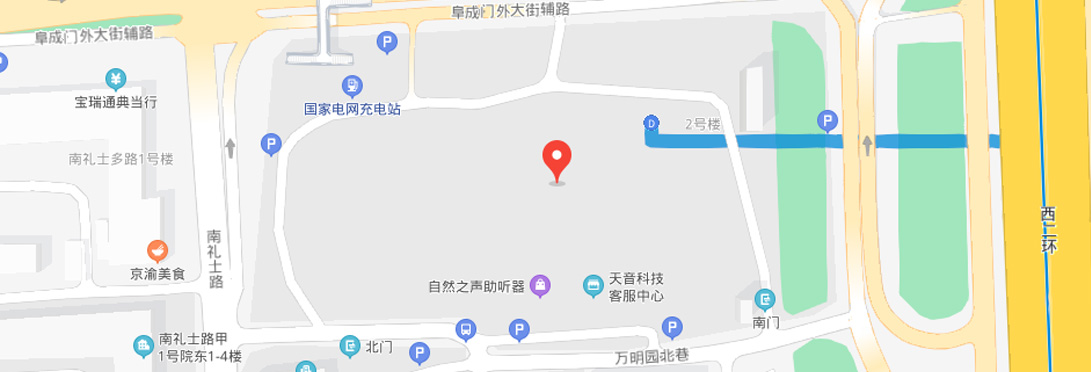 阜成门外大街辅路
阜成门外大街辅路
P
宝瑞通典当行
国家电网充电站
P
D
2号楼
P
南礼士多路1号楼
南礼士路
西二环
京渝美食
自然之声助听器
天音科技
客服中心
南门
南礼士路甲
1号院东1-4楼
北门
P
P
P
万明园北巷